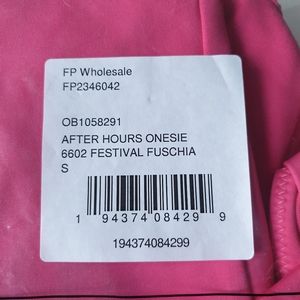 FP Wholesale
FP2346042
OB1058291
AFTER HOURS ONESIE
6602 FESTIVAL FUSCHIA
S
1 94374 08429 9
194374084299